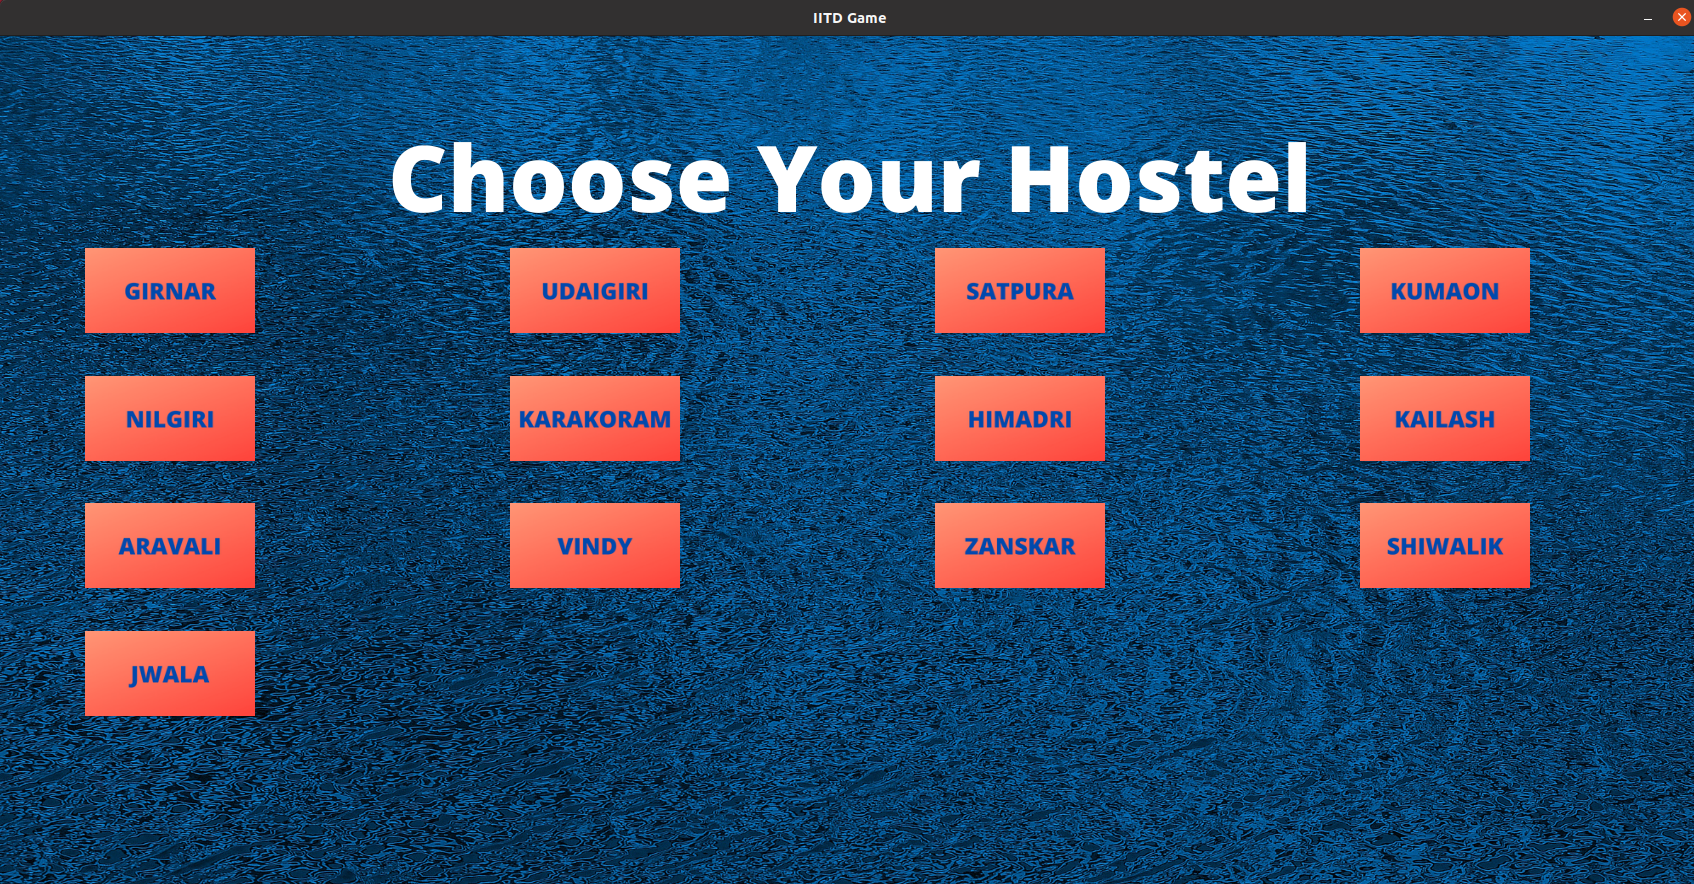 IITD Game
Choose Your Hostel
GIRNAR
UDAIGIRI
SATPURA
KUMAON
NILGIRI
KARAKORAM
HIMADRI
KAILASH
ARAVALI
VINDY
ZANSKAR
SHIWALIK
JWALA